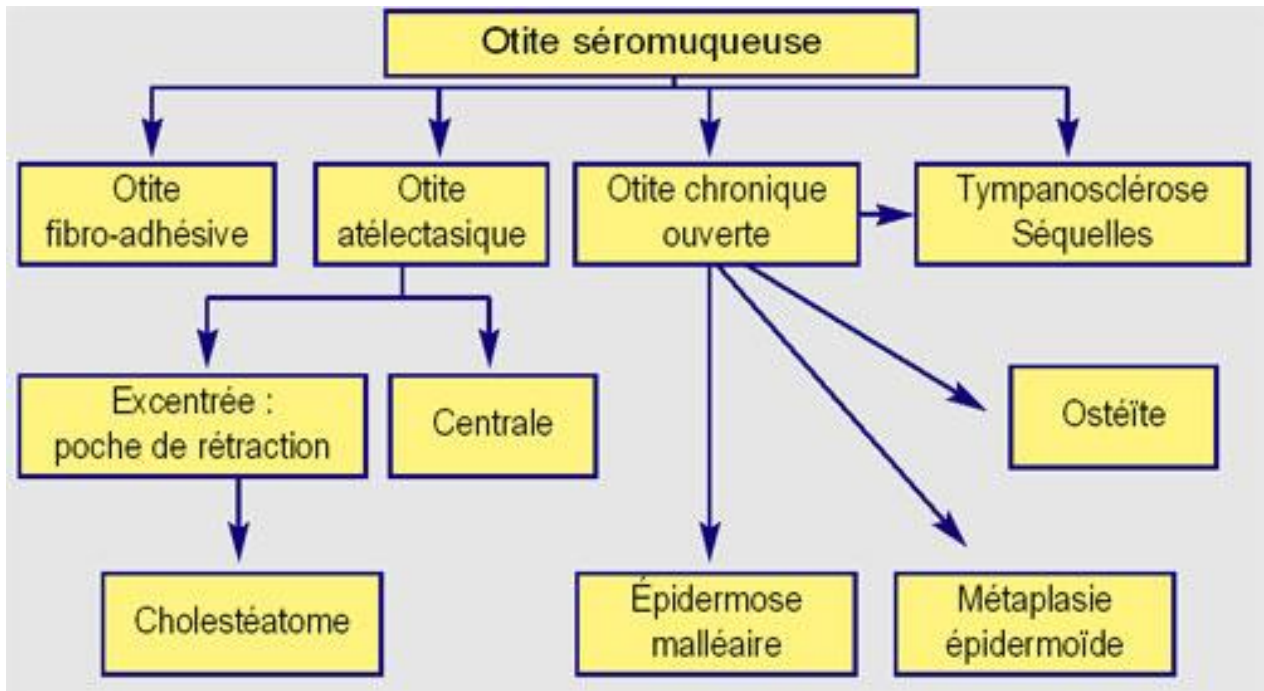 Otite séromuqueuse
Otite
fibro-adhésive
Otite
atélectasique
Otite chronique
ouverte
Tympanosclérose
Séquelles
Excentrée :
poche de rétraction
Centrale
Ostéïte
Cholestéatome
Épidermose
malléaire
Métaplasie
épidermoïde